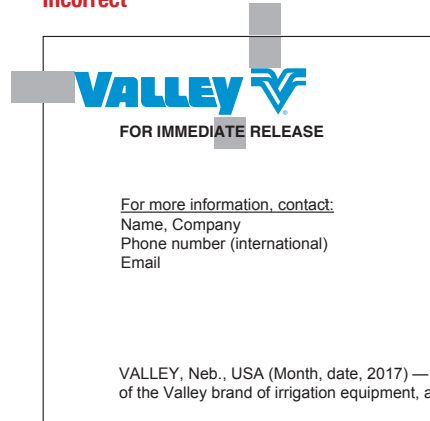 Incorrect
VALLEY
FOR IMMEDIATE RELEASE
For more information, contact:
Name, Company
Phone number (international)
Email
VALLEY, Neb., USA (Month, date, 2017) —
of the Valley brand of irrigation equipment, a